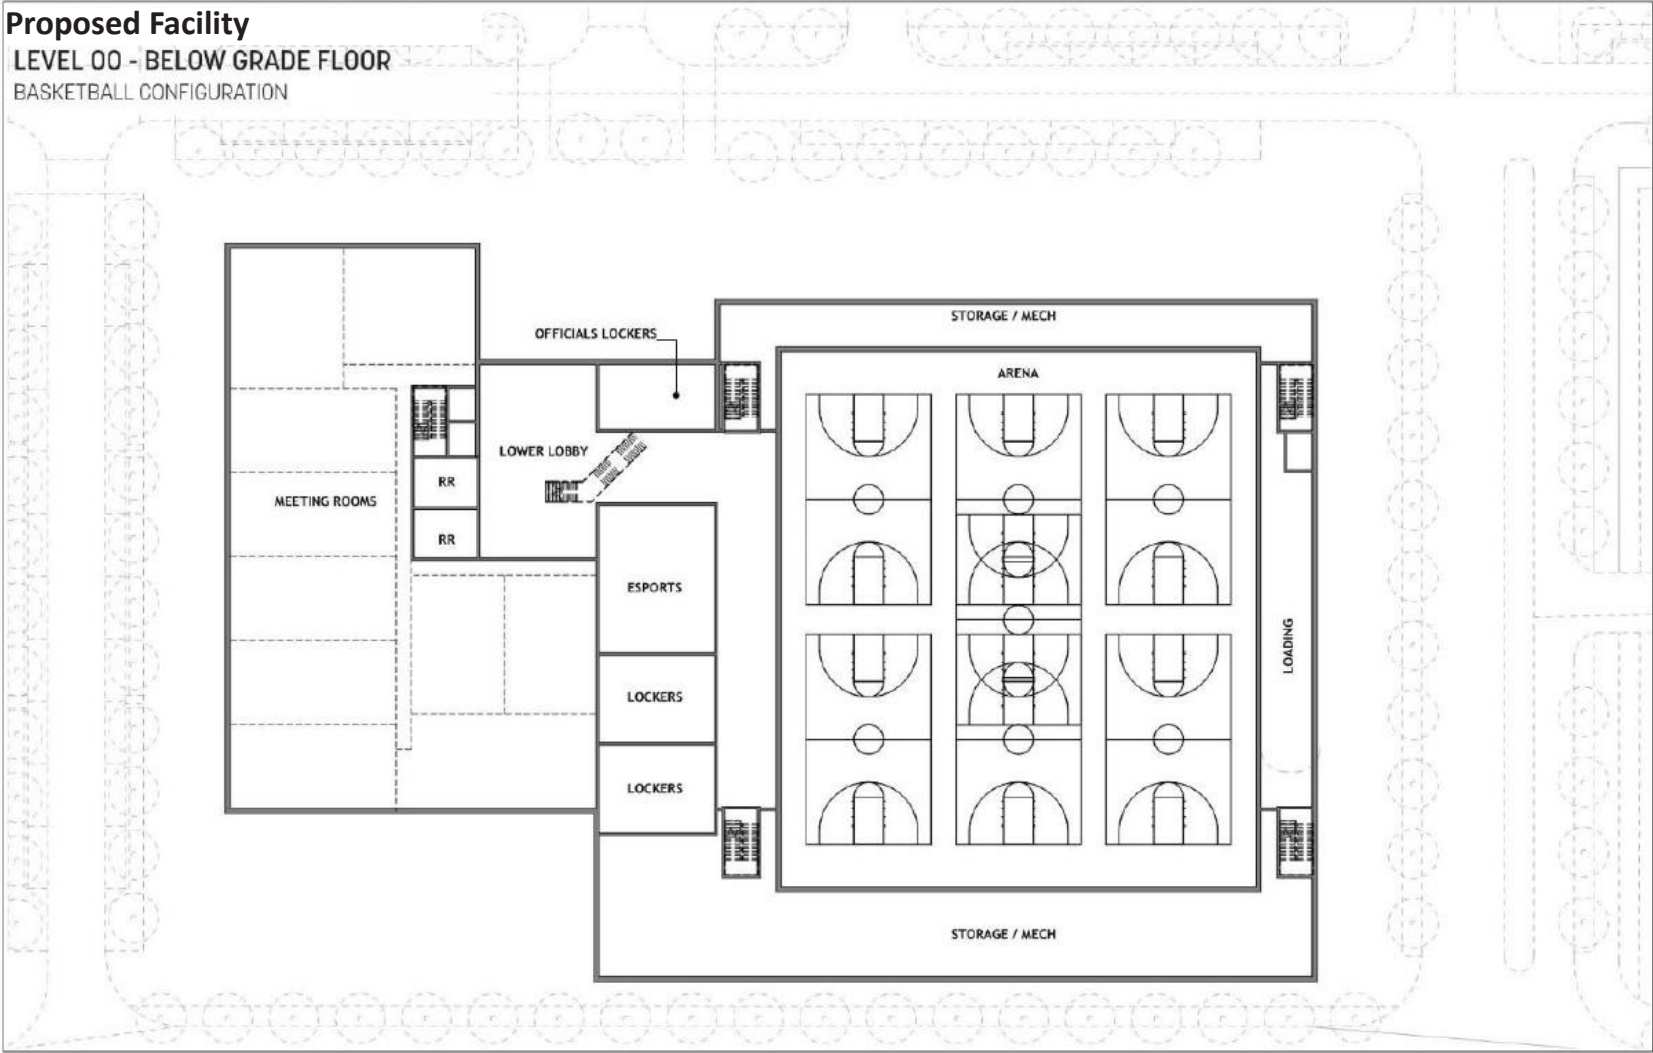 Proposed Facility
LEVEL 00 - BELOW GRADE FLOOR
BASKETBALL CONFIGURATION
STORAGE / MECH
OFFICIALS LOCKERS
ARENA
LOWER LOBBY
RR
MEETING ROOMS
RR
ESPORTS
LOADING
LOCKERS
LOCKERS
STORAGE / MECH